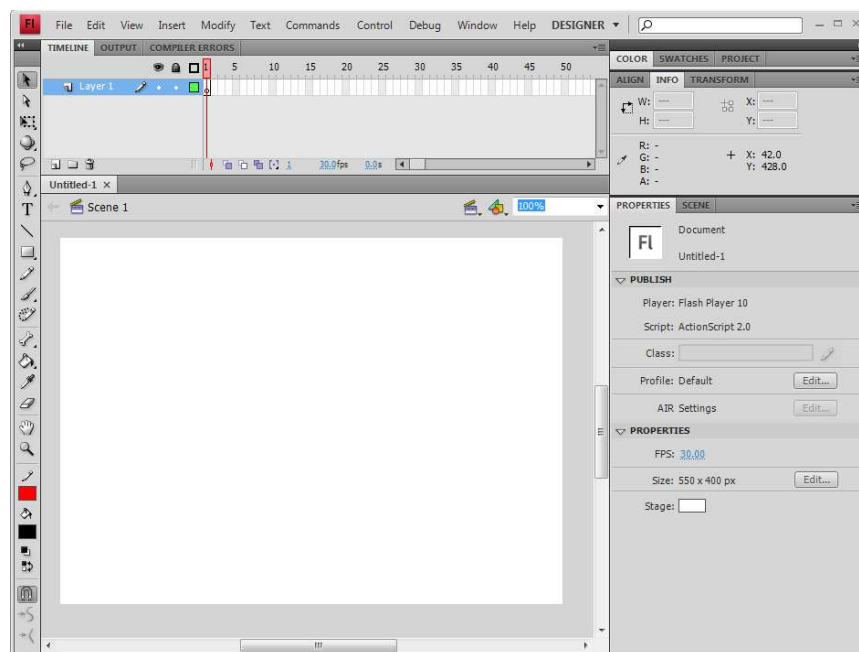 Fl File Edit View Insert Modify Text Commands Control Debug Window Help DESIGNER
TIMELINE OUTPUT COMPILER ERRORS
1 5 10 15 20 25 30 35 40 45 50
Layer 1
1 30.0fps 0.0s
Untitled-1
Scene 1 100%
T
COLOR SWATCHES PROJECT
ALIGN INFO TRANSFORM
W: X:
H: Y:
R: -
G: - + X: 42.0
B: - Y: 428.0
A: -
PROPERTIES SCENE
Fl Document
Untitled-1
PUBLISH
Player: Flash Player 10
Script: ActionScript 2.0
Class:
Profile: Default Edit...
AIR Settings Edit...
PROPERTIES
FPS: 30.00
Size: 550 x 400 px Edit...
Stage: